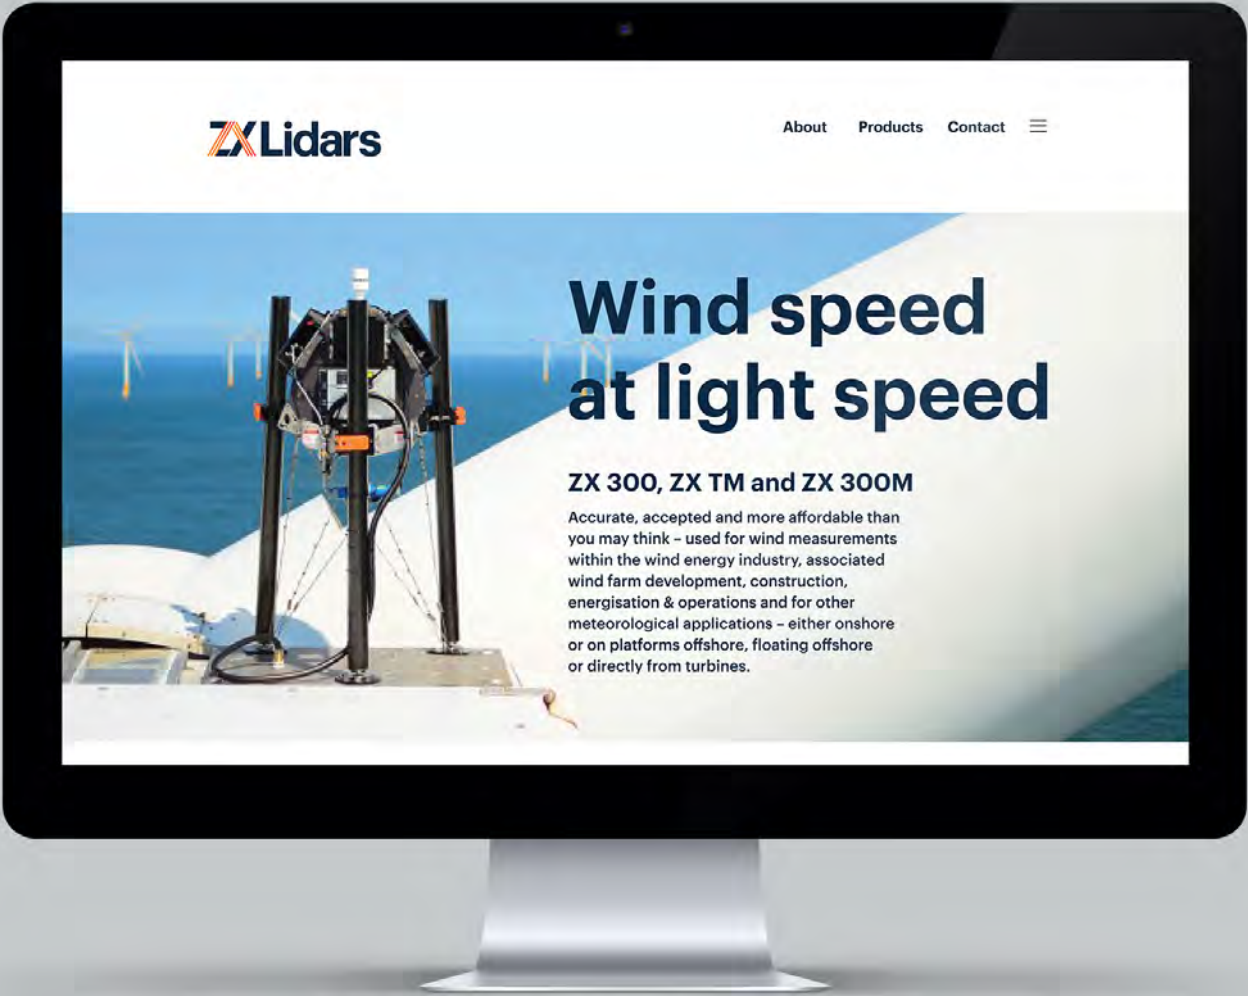 ZX Lidars
About Products Contact
Wind speed
at light speed
ZX 300, ZX TM and ZX 300M
Accurate, accepted and more affordable than
you may think – used for wind measurements
within the wind energy industry, associated
wind farm development, construction,
energisation & operations and for other
meteorological applications – either onshore
or on platforms offshore, floating offshore
or directly from turbines.